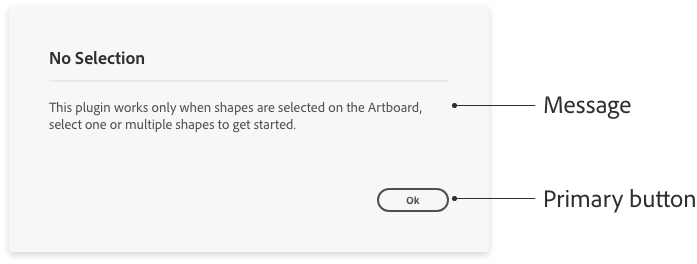 No Selection
This plugin works only when shapes are selected on the Artboard,
select one or multiple shapes to get started.
Message
Ok
Primary button